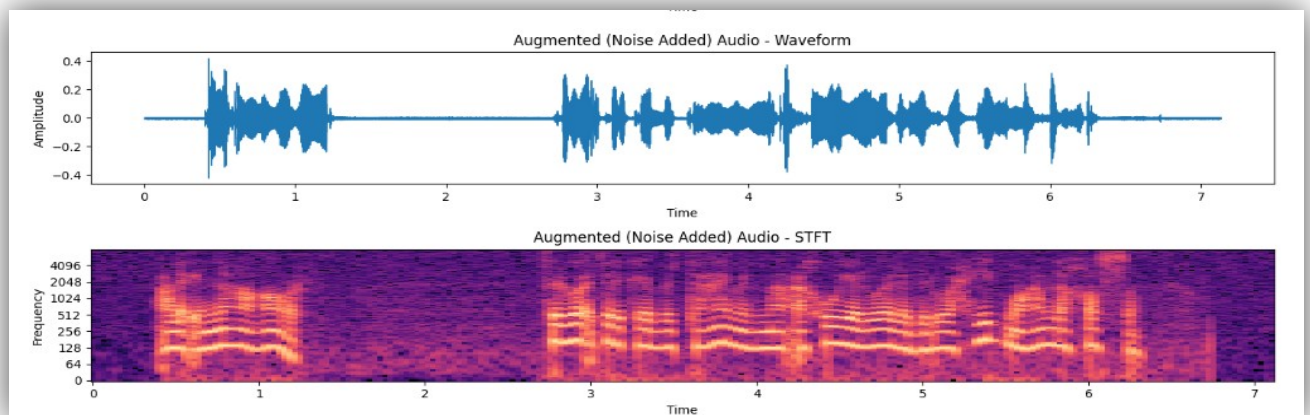 Augmented (Noise Added) Audio - Waveform
0.4
0.2
0.0
−0.2
−0.4
Amplitude
0 1 2 3 4 5 6 7
Time
Augmented (Noise Added) Audio - STFT
4096
2048
1024
512
256
128
64
0
Frequency
0 1 2 3 4 5 6 7
Time